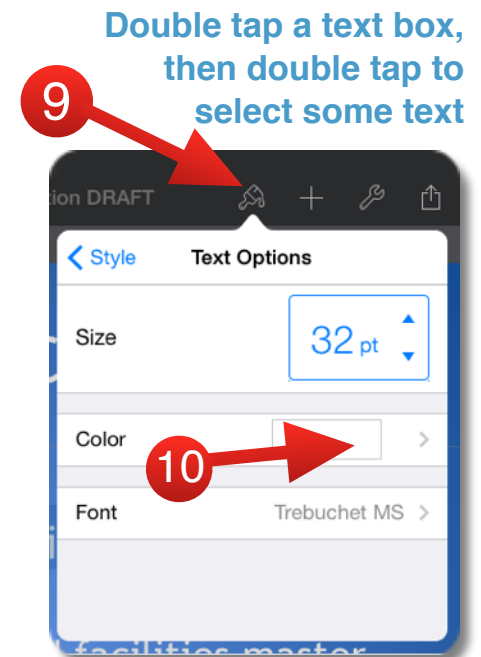 Double tap a text box,
then double tap to
select some text
9
ion DRAFT
Style Text Options
Size 32 pt
Color
10
Font Trebuchet MS
facilities master